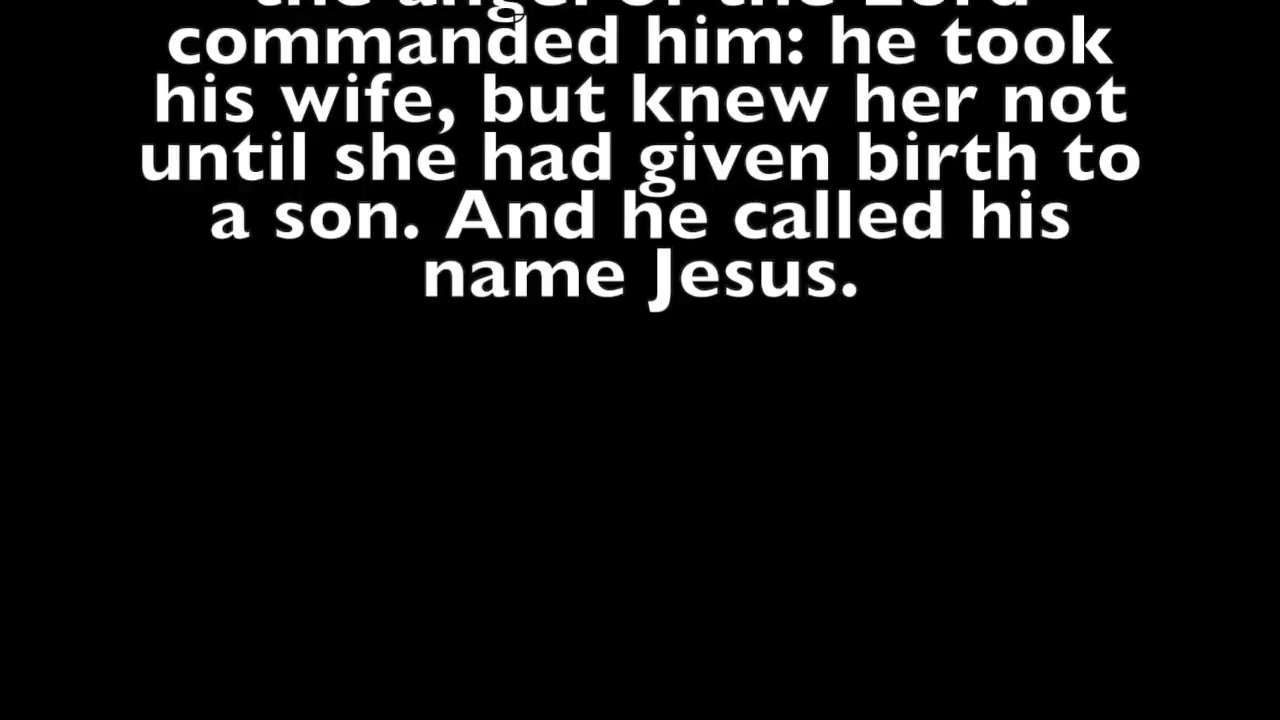 the angel of the Lord
commanded him: he took
his wife, but knew her not
until she had given birth to
a son. And he called his
name Jesus.